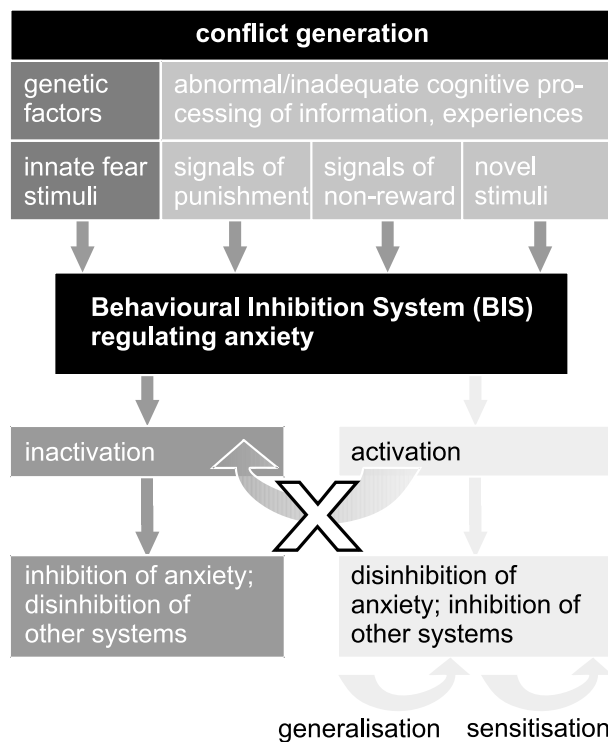 conflict generation
genetic
factors
abnormal/inadequate cognitive pro-
cessing of information, experiences
innate fear
stimuli
signals of
punishment
signals of
non-reward
novel
stimuli
Behavioural Inhibition System (BIS)
regulating anxiety
inactivation
activation
X
inhibition of anxiety;
disinhibition of
other systems
disinhibition of
anxiety; inhibition of
other systems
generalisation
sensitisation